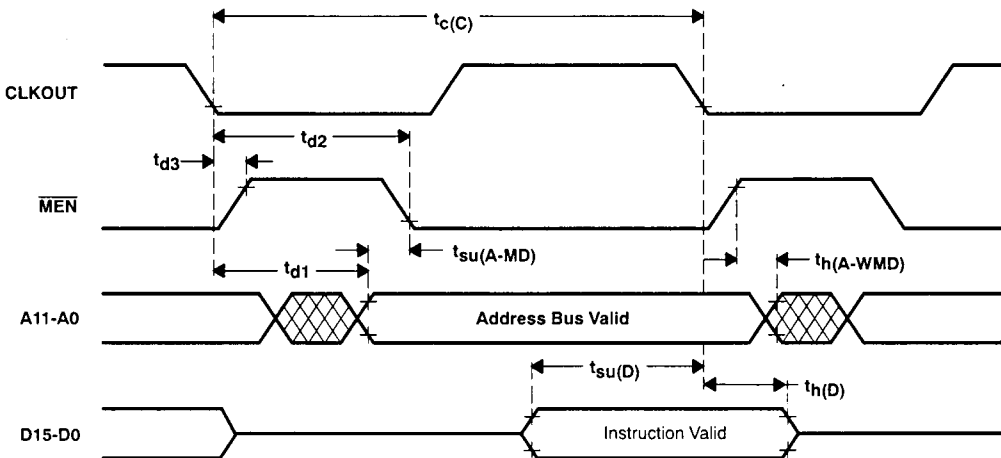 tc(C)
CLKOUT
td2
td3
MEN
tsu(A-MD)
td1
th(A-WMD)
A11-A0
Address Bus Valid
tsu(D)
th(D)
D15-D0
Instruction Valid